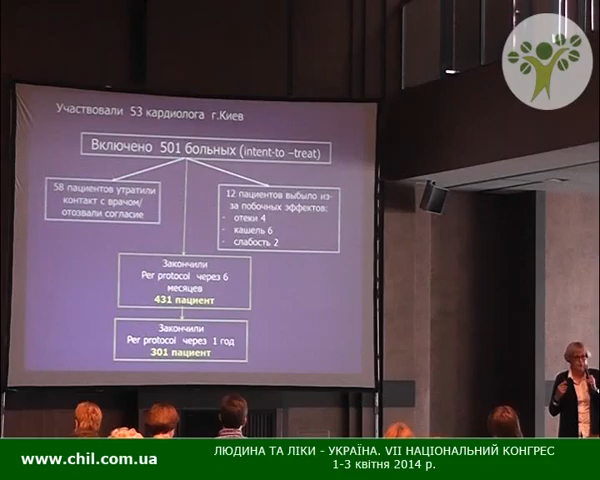 Участвовали 53 кардиолога г.Киев
Включено 501 больных (intent-to –treat)
58 пациентов утратили
контакт с врачом/
отозвали согласие
12 пациентов выбыло из-
за побочных эффектов:
- отеки 4
- кашель 6
- слабость 2
Закончили
Per protocol через 6
месяцев
431 пациент
Закончили
Per protocol через 1 год
301 пациент
www.chil.com.ua
ЛЮДИНА ТА ЛІКИ - УКРАЇНА. VII НАЦІОНАЛЬНИЙ КОНГРЕС
1-3 квітня 2014 р.